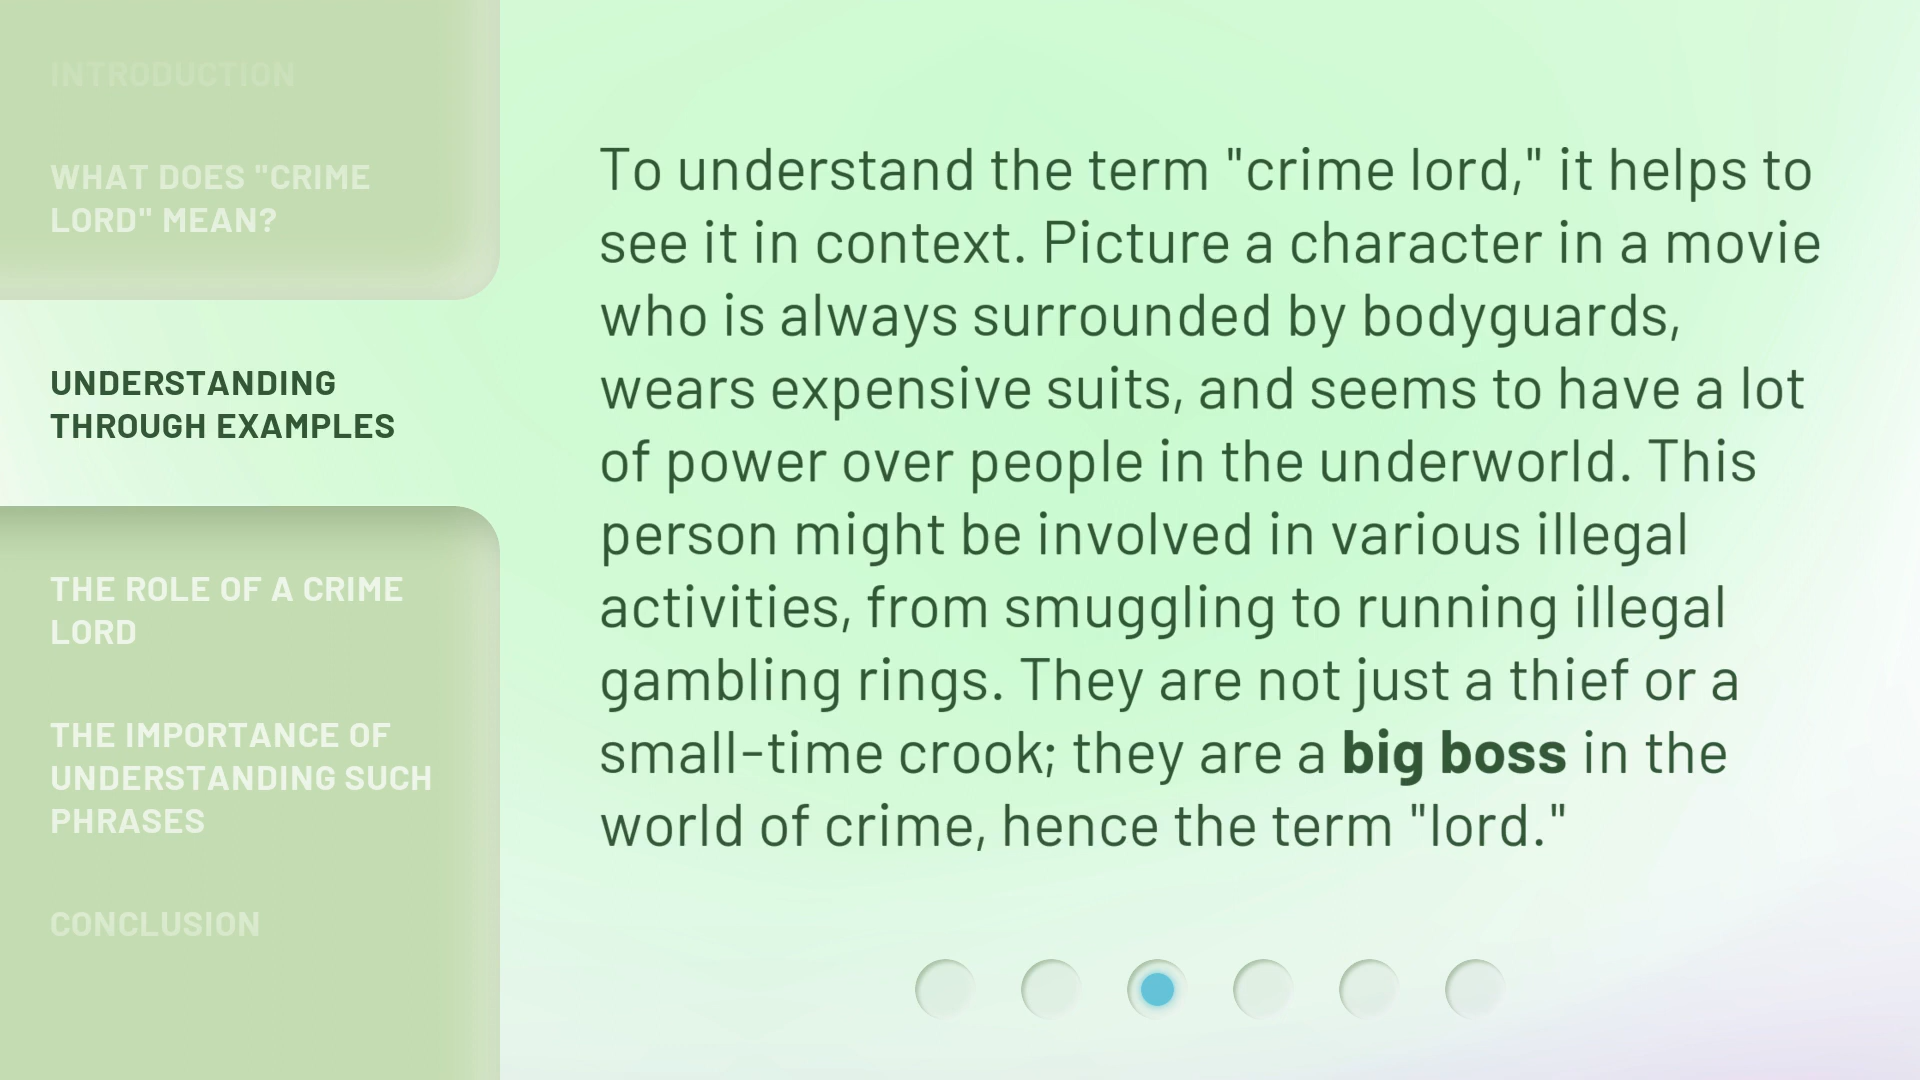 INTRODUCTION
WHAT DOES "CRIME
LORD" MEAN?
UNDERSTANDING
THROUGH EXAMPLES
THE ROLE OF A CRIME
LORD
THE IMPORTANCE OF
UNDERSTANDING SUCH
PHRASES
CONCLUSION
To understand the term "crime lord," it helps to
see it in context. Picture a character in a movie
who is always surrounded by bodyguards,
wears expensive suits, and seems to have a lot
of power over people in the underworld. This
person might be involved in various illegal
activities, from smuggling to running illegal
gambling rings. They are not just a thief or a
small-time crook; they are a big boss in the
world of crime, hence the term "lord."